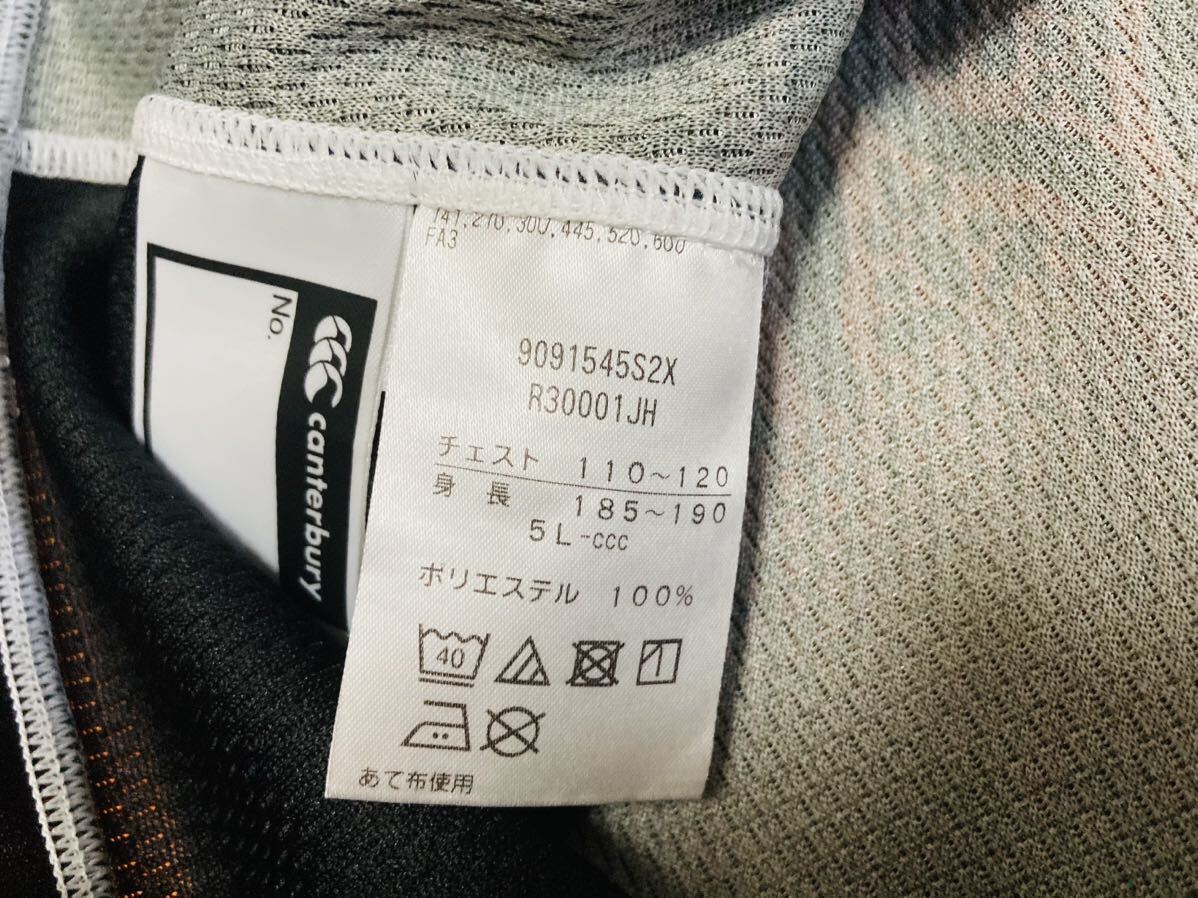 741,270,300,445,520,600
FA3
9091545S2X
R30001JH
チェスト 110~120
身長 185~190
5L-ccc
ポリエステル 100%
40
あて布使用
No.
canterbury